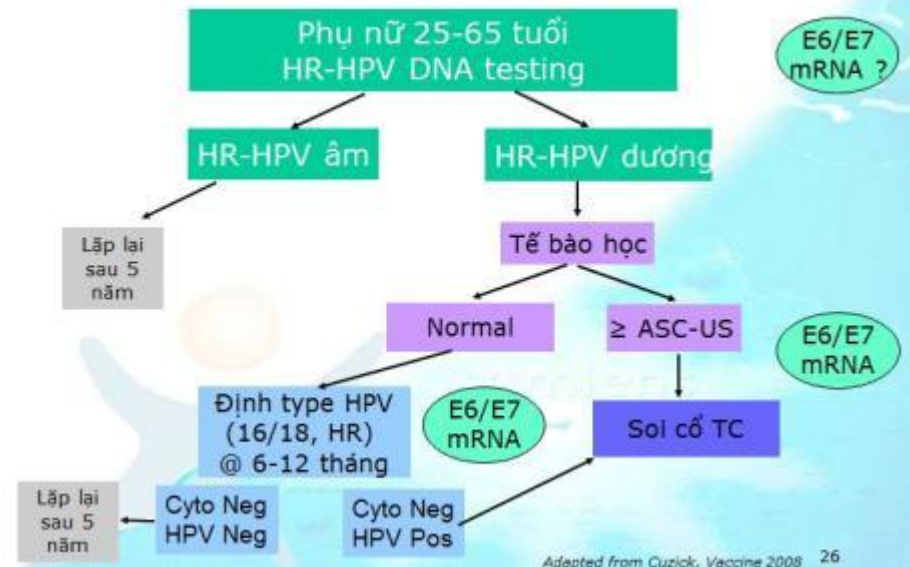 Phụ nữ 25-65 tuổi
HR-HPV DNA testing
E6/E7
mRNA ?
HR-HPV âm
HR-HPV dương
Lặp lại
sau 5
năm
Tế bào học
Normal
≥ ASC-US
E6/E7
mRNA
Định type HPV
(16/18, HR)
@ 6-12 tháng
E6/E7
mRNA
Soi cổ TC
Lặp lại
sau 5
năm
Cyto Neg
HPV Neg
Cyto Neg
HPV Pos
Adapted from Cuzick, Vaccine 2008
26